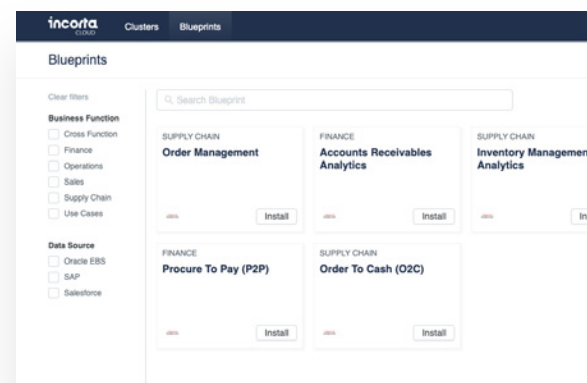 incorta
CLOUD
Clusters Blueprints
Blueprints
Clear filters
Search Blueprint
Business Function
Cross Function
Finance
Operations
Sales
Supply Chain
Use Cases
Data Source
Oracle EBS
SAP
Salesforce
SUPPLY CHAIN
Order Management
Install
FINANCE
Accounts Receivables
Analytics
Install
SUPPLY CHAIN
Inventory Managemen
Analytics
In
FINANCE
Procure To Pay (P2P)
Install
SUPPLY CHAIN
Order To Cash (O2C)
Install